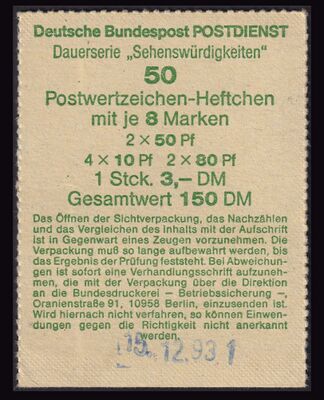 Deutsche Bundespost POSTDIENST
Dauerserie „Sehenswürdigkeiten“
50
Postwertzeichen-Heftchen
mit je 8 Marken
2 x 50 Pf
4 x 10 Pf 2 x 80 Pf
1 Stck. 3,– DM
Gesamtwert 150 DM
Das Öffnen der Sichtverpackung, das Nachzählen
und das Vergleichen des Inhalts mit der Aufschrift
ist in Gegenwart eines Zeugen vorzunehmen. Die
Verpackung muß so lange aufbewahrt werden, bis
das Ergebnis der Prüfung feststeht. Bei Abweichun-
gen ist sofort eine Verhandlungsschrift aufzuneh-
men, die mit der Verpackung über die Direktion
an die Bundesdruckerei – Betriebssicherung –,
Oranienstraße 91, 10958 Berlin, einzusenden ist.
Wird hiernach nicht verfahren, so können Einwen-
dungen gegen die Richtigkeit nicht anerkannt
werden.
15. 12.93 1